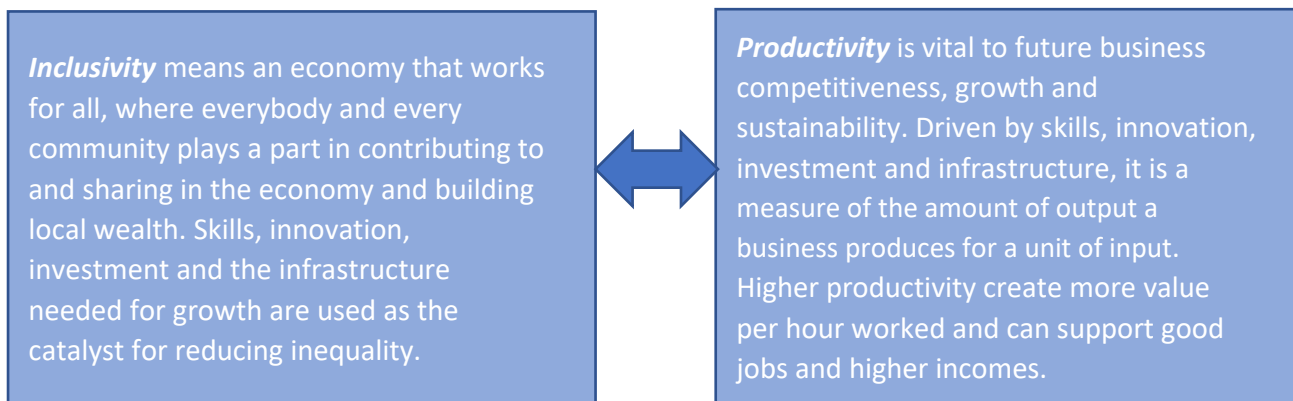 Inclusivity means an economy that works
for all, where everybody and every
community plays a part in contributing to
and sharing in the economy and building
local wealth. Skills, innovation,
investment and the infrastructure
needed for growth are used as the
catalyst for reducing inequality.
Productivity is vital to future business
competitiveness, growth and
sustainability. Driven by skills, innovation,
investment and infrastructure, it is a
measure of the amount of output a
business produces for a unit of input.
Higher productivity create more value
per hour worked and can support good
jobs and higher incomes.